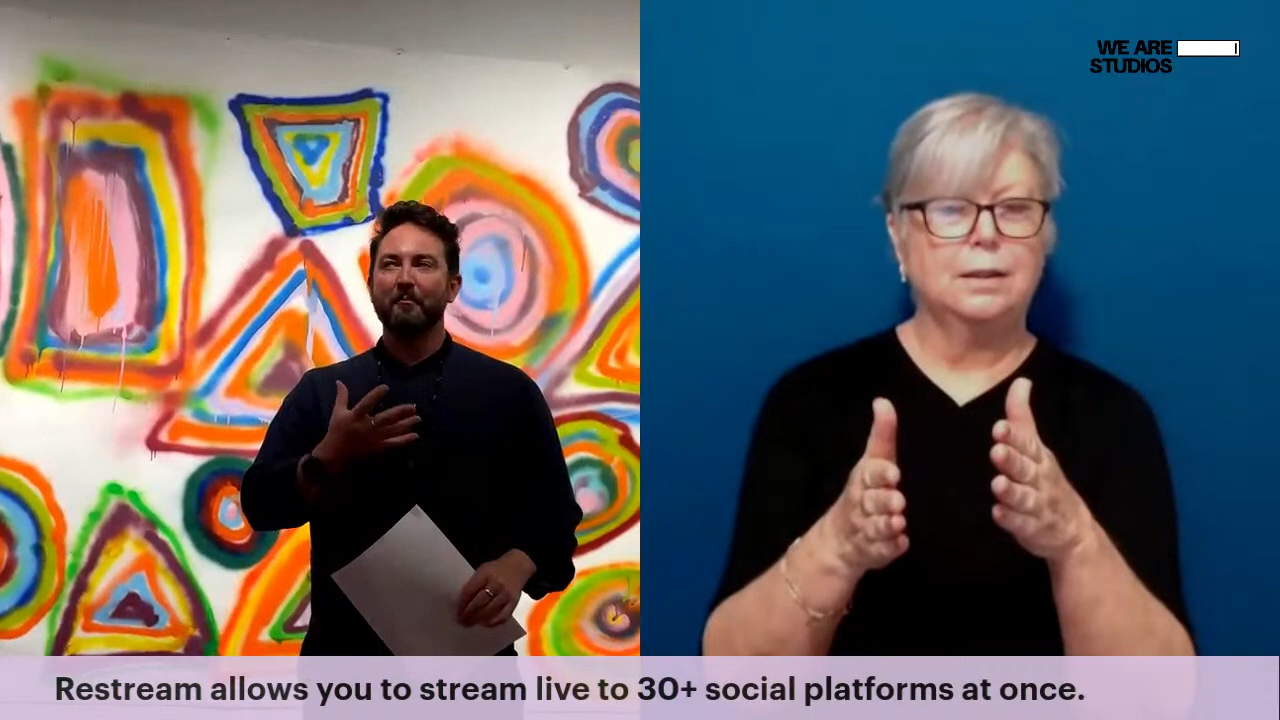 WE ARE
STUDIOS
Restream allows you to stream live to 30+ social platforms at once.